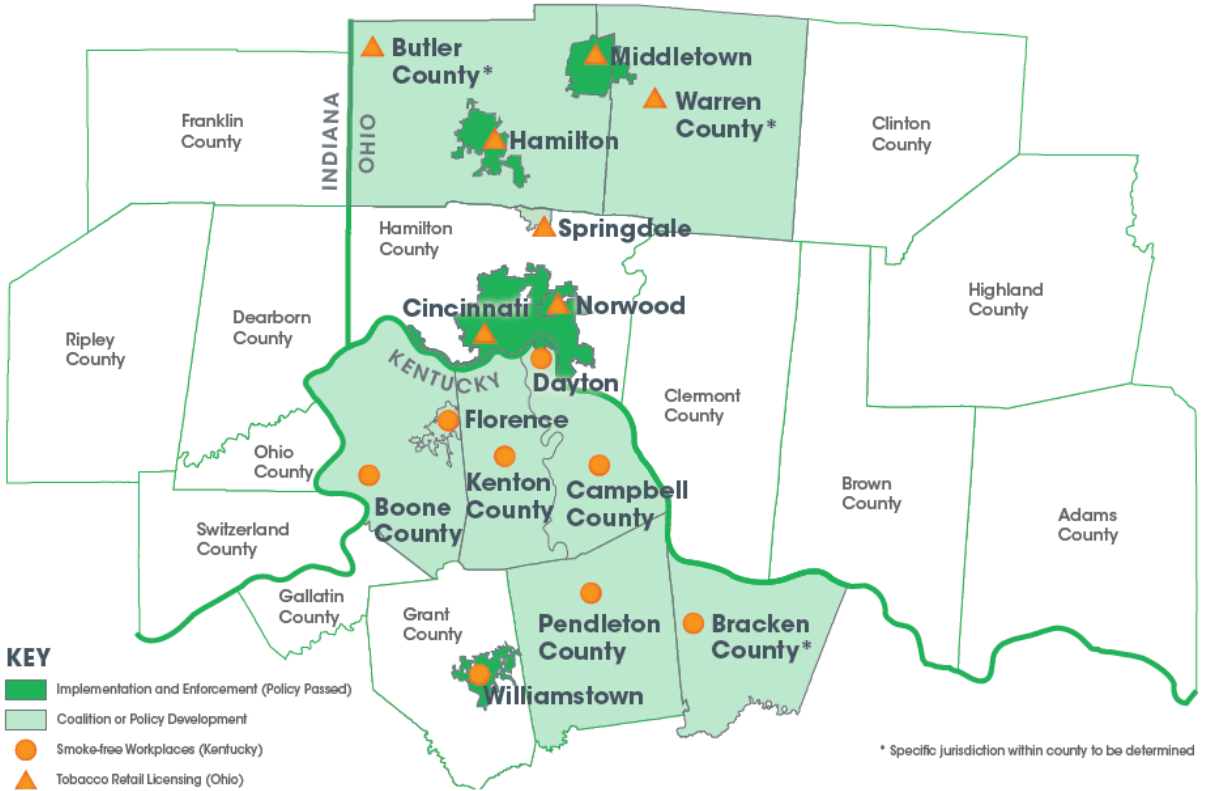 Butler
County*
Middletown
Warren
County*
Franklin
County
INDIANA
OHIO
Clinton
County
Hamilton
Hamilton
County
Springdale
Highland
County
Cincinnati
Norwood
Dearborn
County
Ripley
County
KENTUCKY
Dayton
Clermont
County
Florence
Ohio
County
Kenton
County
Campbell
County
Boone
County
Brown
County
Adams
County
Switzerland
County
Gallatin
County
Grant
County
Pendleton
County
Bracken
County*
Williamstown
KEY
Implementation and Enforcement (Policy Passed)
Coalition or Policy Development
Smoke-free Workplaces (Kentucky)
Tobacco Retail Licensing (Ohio)
* Specific jurisdiction within county to be determined